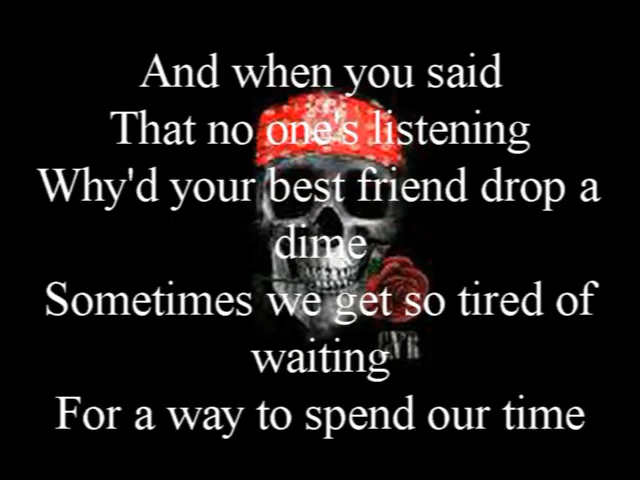 And when you said
That no one's listening
Why'd your best friend drop a
dime
Sometimes we get so tired of
waiting
For a way to spend our time
GNR